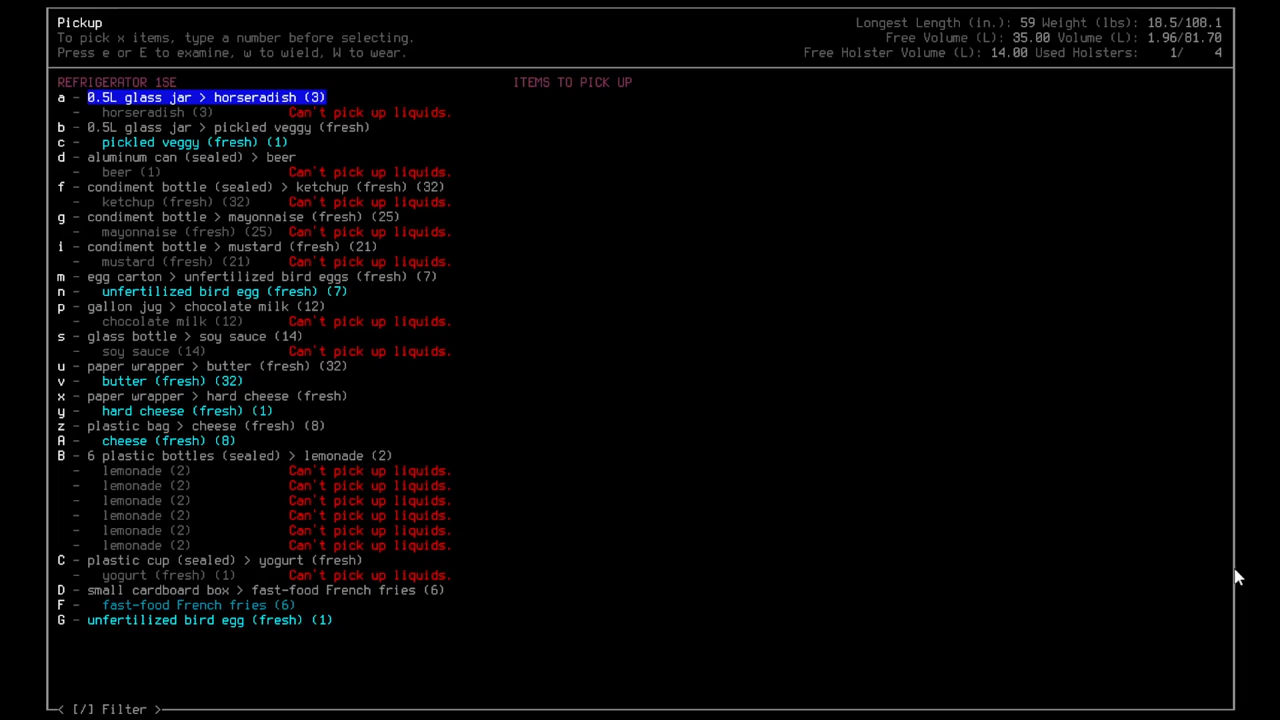 Pickup
Longest Length (in.): 59 Weight (lbs): 18.5/108.1
To pick x items, type a number before selecting.
Free Volume (L): 35.00 Volume (L): 1.96/81.70
Press e or E to examine, w to wield, W to wear.
Free Holster Volume (L): 14.00 Used Holsters: 1/ 4
REFRIGERATOR 1SE ITEMS TO PICK UP
a - 0.5L glass jar > horseradish (3)
- horseradish (3) Can't pick up liquids.
b - 0.5L glass jar > pickled veggy (fresh)
c - pickled veggy (fresh) (1)
d - aluminum can (sealed) > beer
- beer (1) Can't pick up liquids.
f - condiment bottle (sealed) > ketchup (fresh) (32)
- ketchup (fresh) (32) Can't pick up liquids.
g - condiment bottle > mayonnaise (fresh) (25)
- mayonnaise (fresh) (25) Can't pick up liquids.
i - condiment bottle > mustard (fresh) (21)
- mustard (fresh) (21) Can't pick up liquids.
m - egg carton > unfertilized bird eggs (fresh) (7)
n - unfertilized bird egg (fresh) (7)
p - gallon jug > chocolate milk (12)
- chocolate milk (12) Can't pick up liquids.
s - glass bottle > soy sauce (14)
- soy sauce (14) Can't pick up liquids.
u - paper wrapper > butter (fresh) (32)
v - butter (fresh) (32)
x - paper wrapper > hard cheese (fresh)
y - hard cheese (fresh) (1)
z - plastic bag > cheese (fresh) (8)
A - cheese (fresh) (8)
B - 6 plastic bottles (sealed) > lemonade (2)
- lemonade (2) Can't pick up liquids.
- lemonade (2) Can't pick up liquids.
- lemonade (2) Can't pick up liquids.
- lemonade (2) Can't pick up liquids.
- lemonade (2) Can't pick up liquids.
- lemonade (2) Can't pick up liquids.
C - plastic cup (sealed) > yogurt (fresh)
- yogurt (fresh) (1) Can't pick up liquids.
D - small cardboard box > fast-food French fries (6)
F - fast-food French fries (6)
G - unfertilized bird egg (fresh) (1)
< [/] Filter >